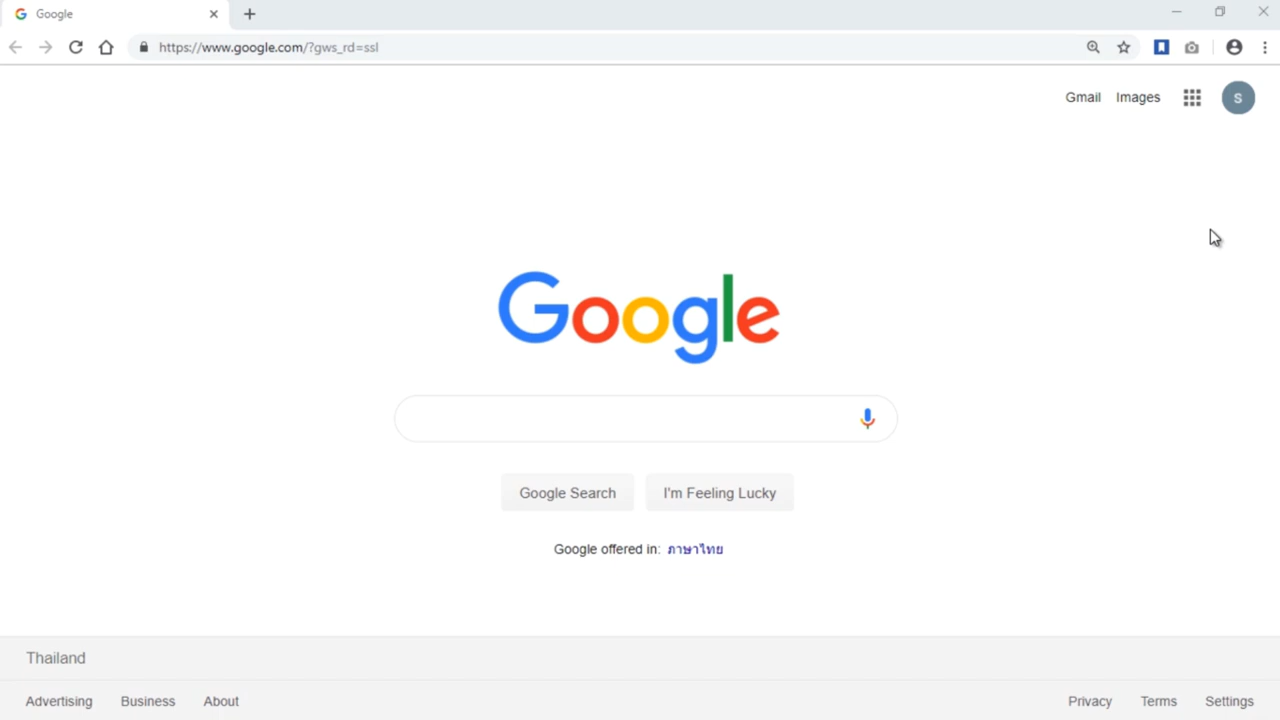 Google
https://www.google.com/?gws_rd=ssl
Gmail Images
S
Google
Google Search I'm Feeling Lucky
Google offered in: ภาษาไทย
Thailand
Advertising Business About Privacy Terms Settings